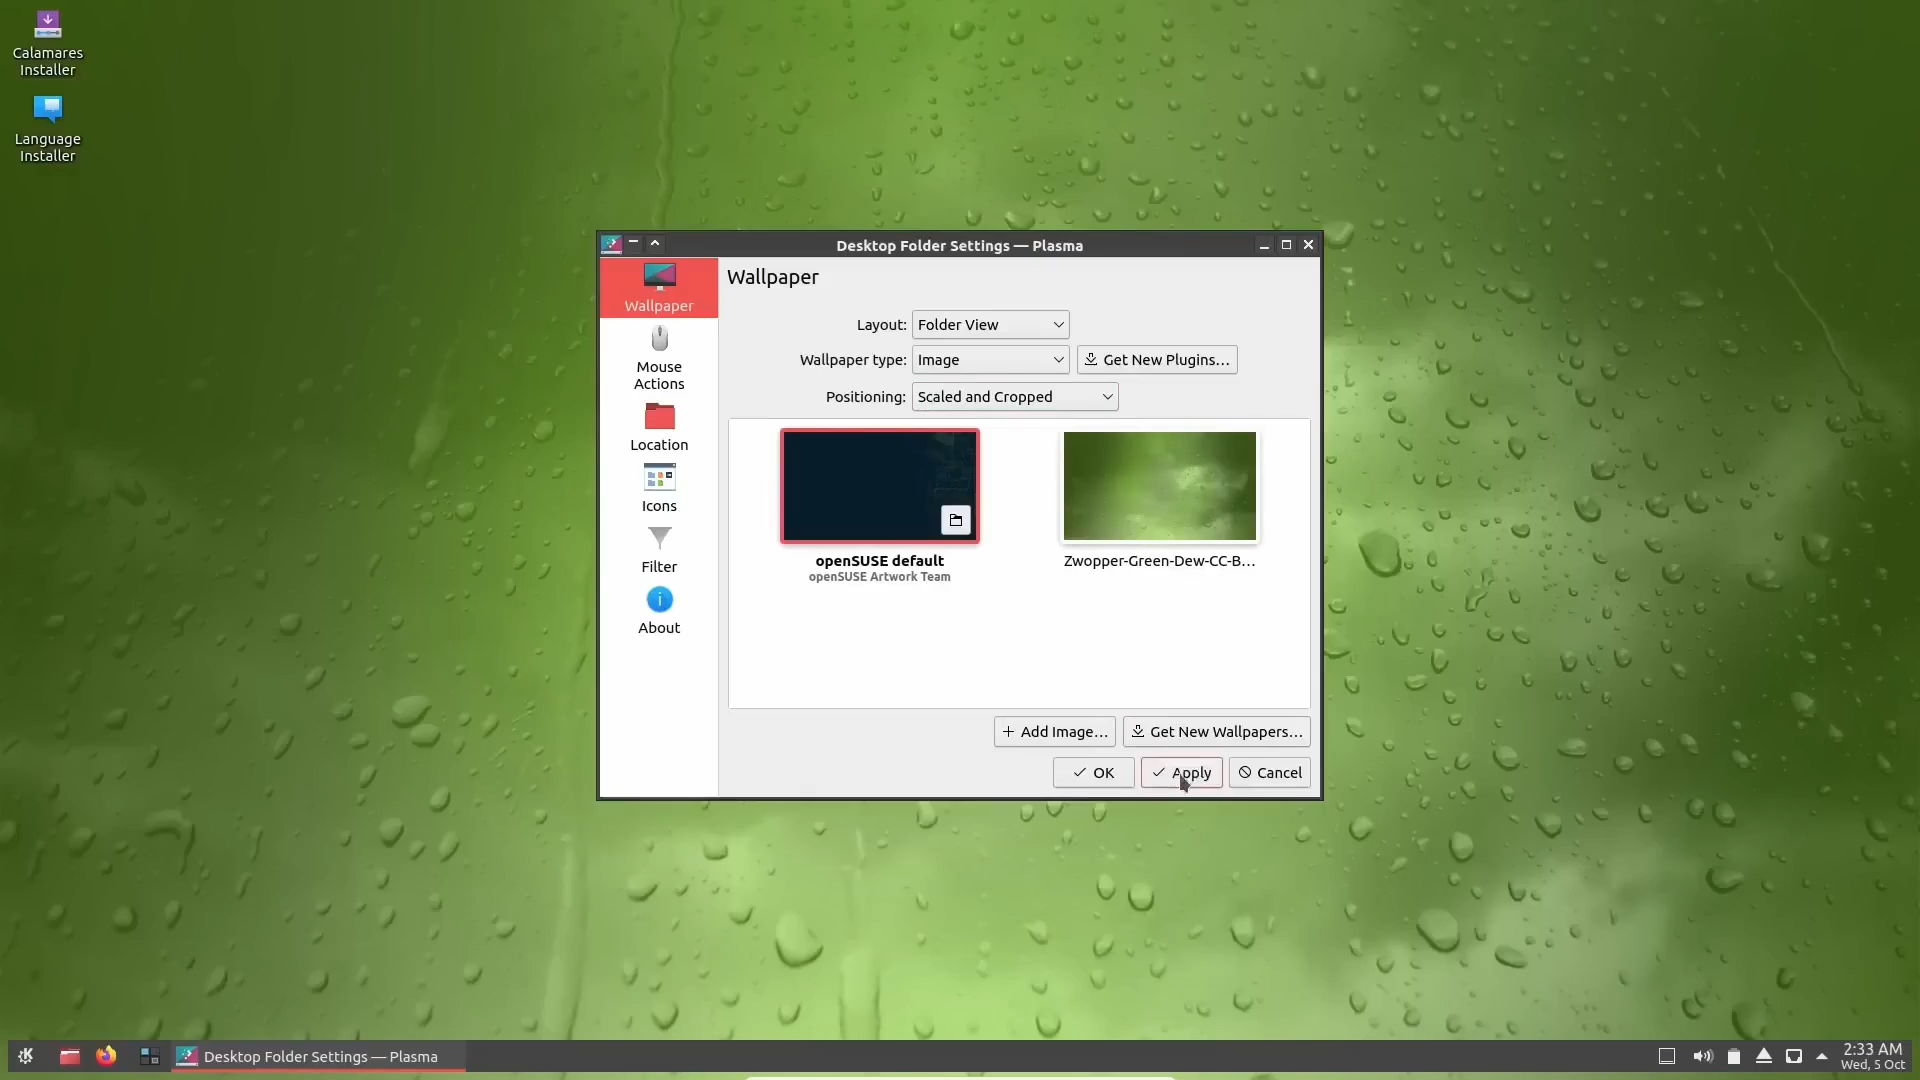 Calamares
Installer
Language
Installer
Desktop Folder Settings — Plasma
Wallpaper
Mouse
Actions
Location
Icons
Filter
About
Wallpaper
Layout: Folder View
Wallpaper type: Image Get New Plugins...
Positioning: Scaled and Cropped
openSUSE default
openSUSE Artwork Team
Zwopper-Green-Dew-CC-B...
Add Image... Get New Wallpapers...
OK Apply Cancel
Desktop Folder Settings — Plasma
2:33 AM
Wed, 5 Oct